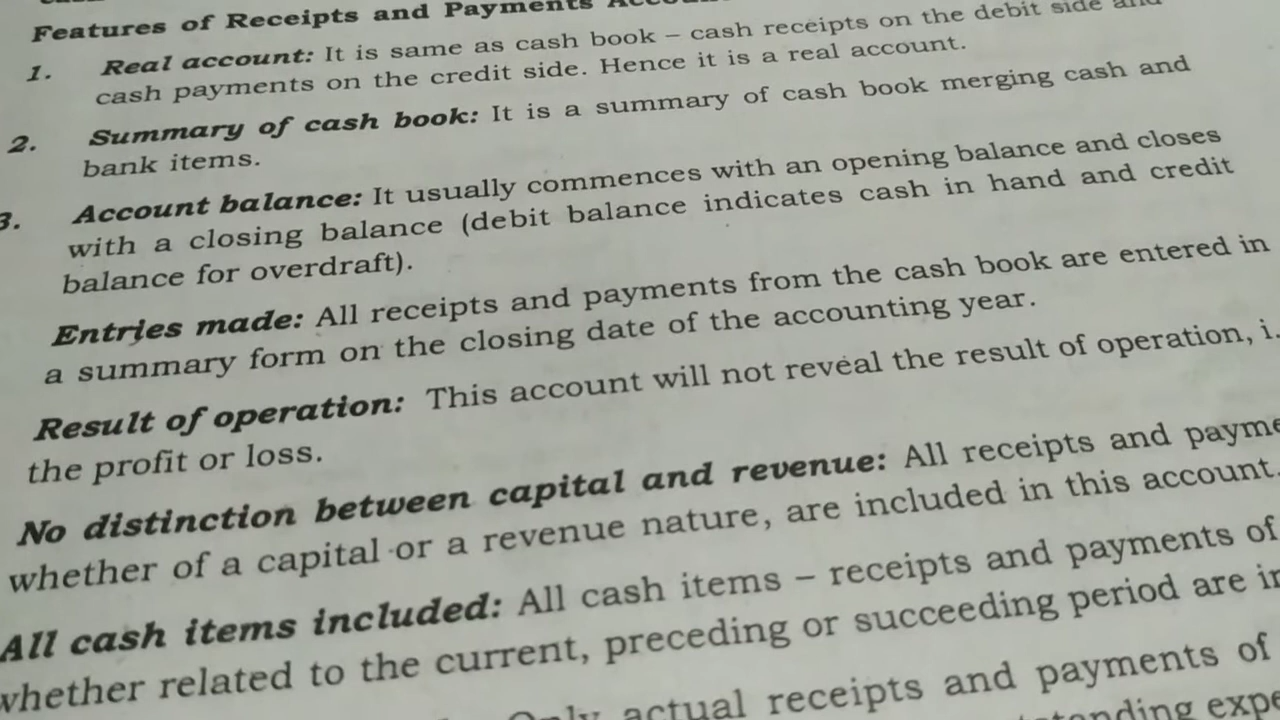 Features of Receipts and Payments
1. Real account: It is same as cash book – cash receipts on the debit side and
cash payments on the credit side. Hence it is a real account.
2. Summary of cash book: It is a summary of cash book merging cash and
bank items.
3. Account balance: It usually commences with an opening balance and closes
with a closing balance (debit balance indicates cash in hand and credit
balance for overdraft).
Entries made: All receipts and payments from the cash book are entered in
a summary form on the closing date of the accounting year.
Result of operation: This account will not reveal the result of operation, i.
the profit or loss.
No distinction between capital and revenue: All receipts and
whether of a capital or a revenue nature, are included in this account.
All cash items included: All cash items – receipts and payments of
whether related to the current, preceding or succeeding period are
Only actual receipts and payments of